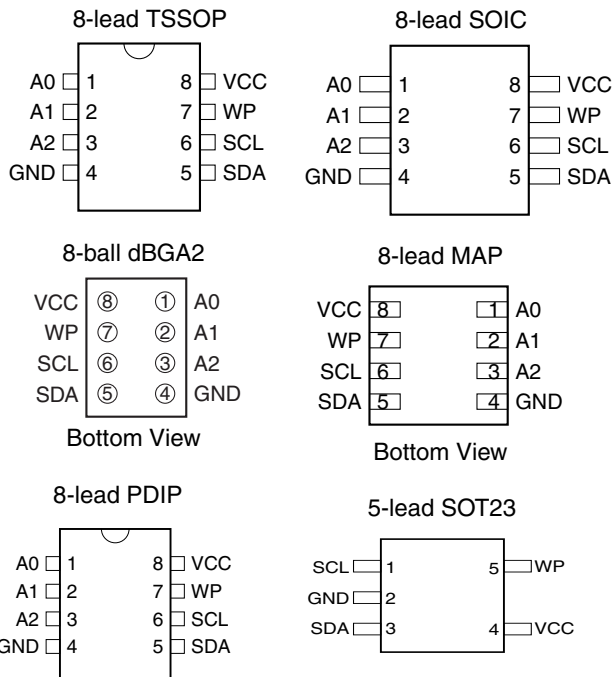 8-lead TSSOP
A0 1 8 VCC
A1 2 7 WP
A2 3 6 SCL
GND 4 5 SDA
8-lead SOIC
A0 1 8 VCC
A1 2 7 WP
A2 3 6 SCL
GND 4 5 SDA
8-ball dBGA2
VCC 8 1 A0
WP 7 2 A1
SCL 6 3 A2
SDA 5 4 GND
Bottom View
8-lead MAP
VCC 8 1 A0
WP 7 2 A1
SCL 6 3 A2
SDA 5 4 GND
Bottom View
8-lead PDIP
A0 1 8 VCC
A1 2 7 WP
A2 3 6 SCL
GND 4 5 SDA
5-lead SOT23
SCL 1 5 WP
GND 2
SDA 3 4 VCC